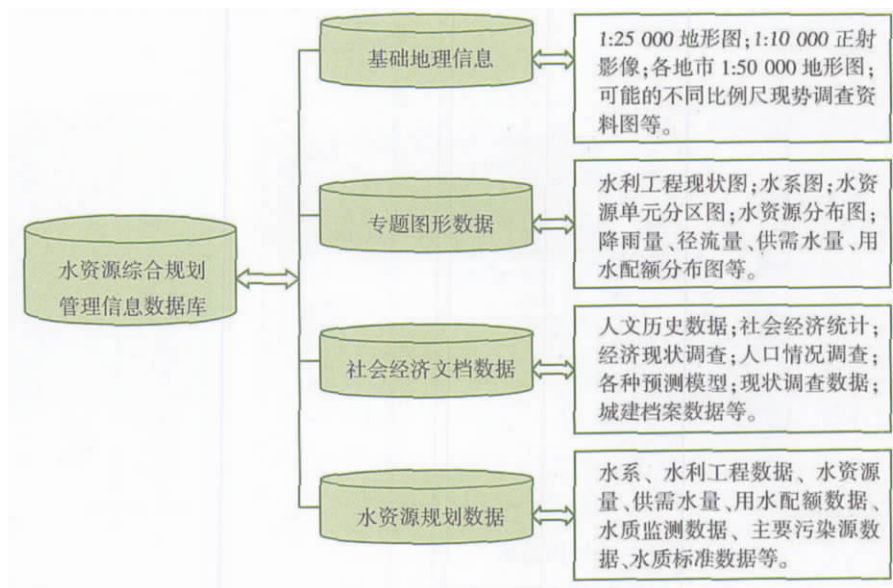 水资源综合规划
管理信息数据库
基础地理信息
1:25 000 地形图;1:10 000 正射
影像;各地市 1:50 000 地形图;
可能的不同比例尺现势调查资
料图等。
专题图形数据
水利工程现状图;水系图;水资
源单元分区图;水资源分布图;
降雨量、径流量、供需水量、用
水配额分布图等。
社会经济文档数据
人文历史数据;社会经济统计;
经济现状调查;人口情况调查;
各种预测模型;现状调查数据;
城建档案数据等。
水资源规划数据
水系、水利工程数据、水资源
量、供需水量、用水配额数据、
水质监测数据、主要污染源数
据、水质标准数据等。